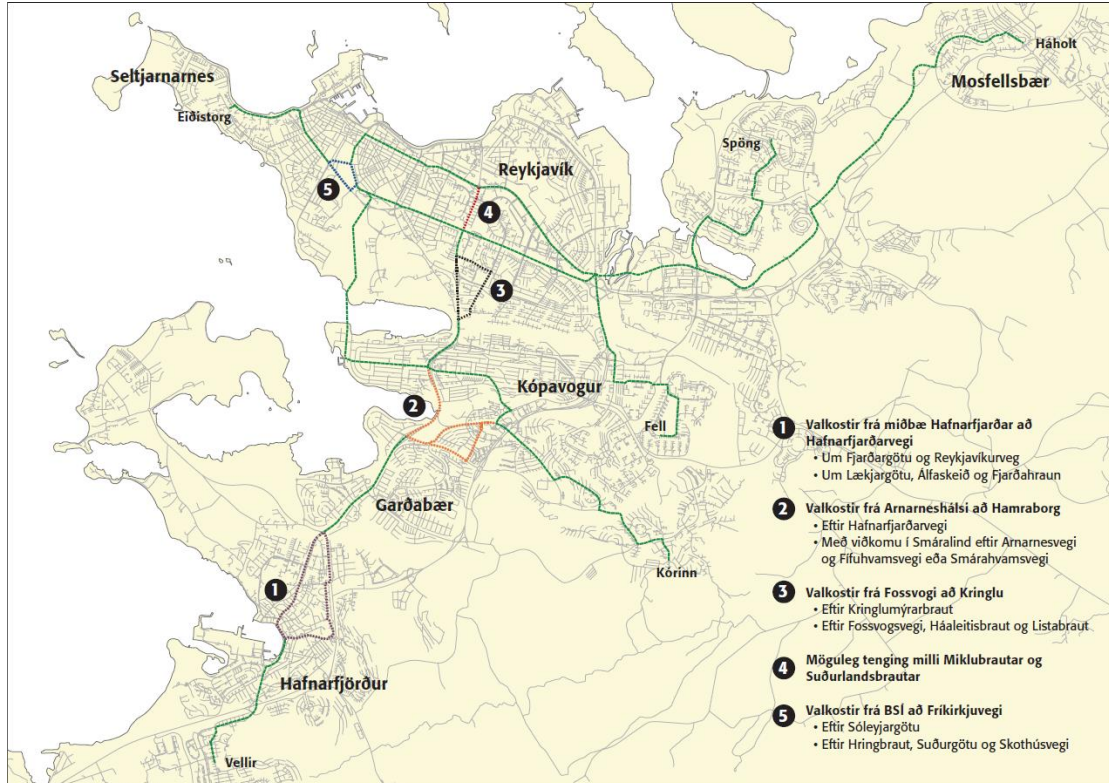 Háholt
Mosfellsbær
Seltjarnarnes
Eiðistorg
Spöng
Reykjavík
5
4
3
Kópavogur
2
Fell
Garðabær
Kórinn
1
Hafnarfjörður
Vellir
1 Valkostir frá miðbæ Hafnarfjarðar að
Hafnarfjarðarvegi
• Um Fjarðargötu og Reykjavíkurveg
• Um Lækjargötu, Álfaskeið og Fjarðahraun
2 Valkostir frá Arnarneshálsi að Hamraborg
• Eftir Hafnarfjarðarvegi
• Með viðkomu í Smáralind eftir Arnarnesvegi
og Fífuhvamsvegi eða Smárahvamsvegi
3 Valkostir frá Fossvogi að Kringlu
• Eftir Kringlumýrarbraut
• Eftir Fossvogsvegi, Háaleitisbraut og Listabraut
4 Möguleg tenging milli Miklubrautar og
Suðurlandsbrautar
5 Valkostir frá BSÍ að Fríkirkjuvegi
• Eftir Sóleyjargötu
• Eftir Hringbraut, Suðurgötu og Skothúsvegi